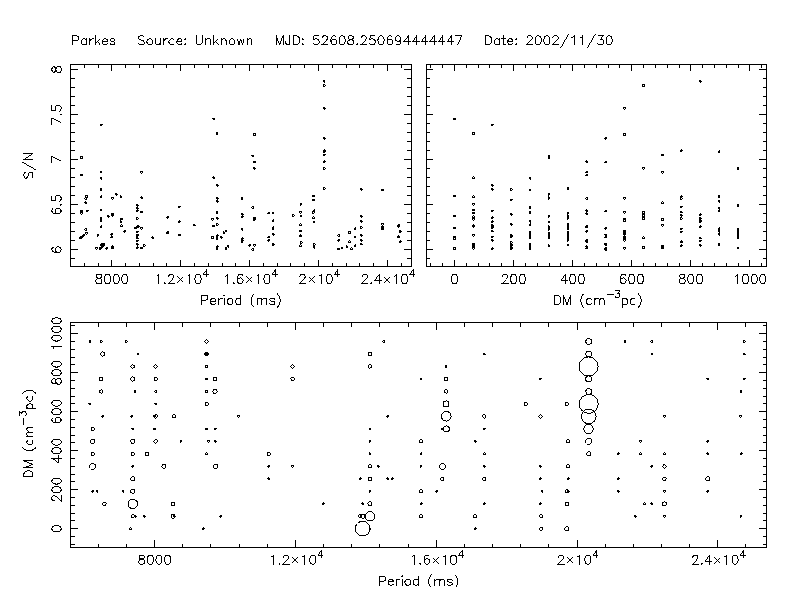 Parkes Source: Unknown MJD: 52608.250694444447 Date: 2002/11/30
8
7.5
7
6.5
6
S/N
8000 1.2×10⁴ 1.6×10⁴ 2×10⁴ 2.4×10⁴
Period (ms)
0 200 400 600 800 1000
DM (cm⁻³pc)
1000
800
600
400
200
0
DM (cm⁻³pc)
8000 1.2×10⁴ 1.6×10⁴ 2×10⁴ 2.4×10⁴
Period (ms)